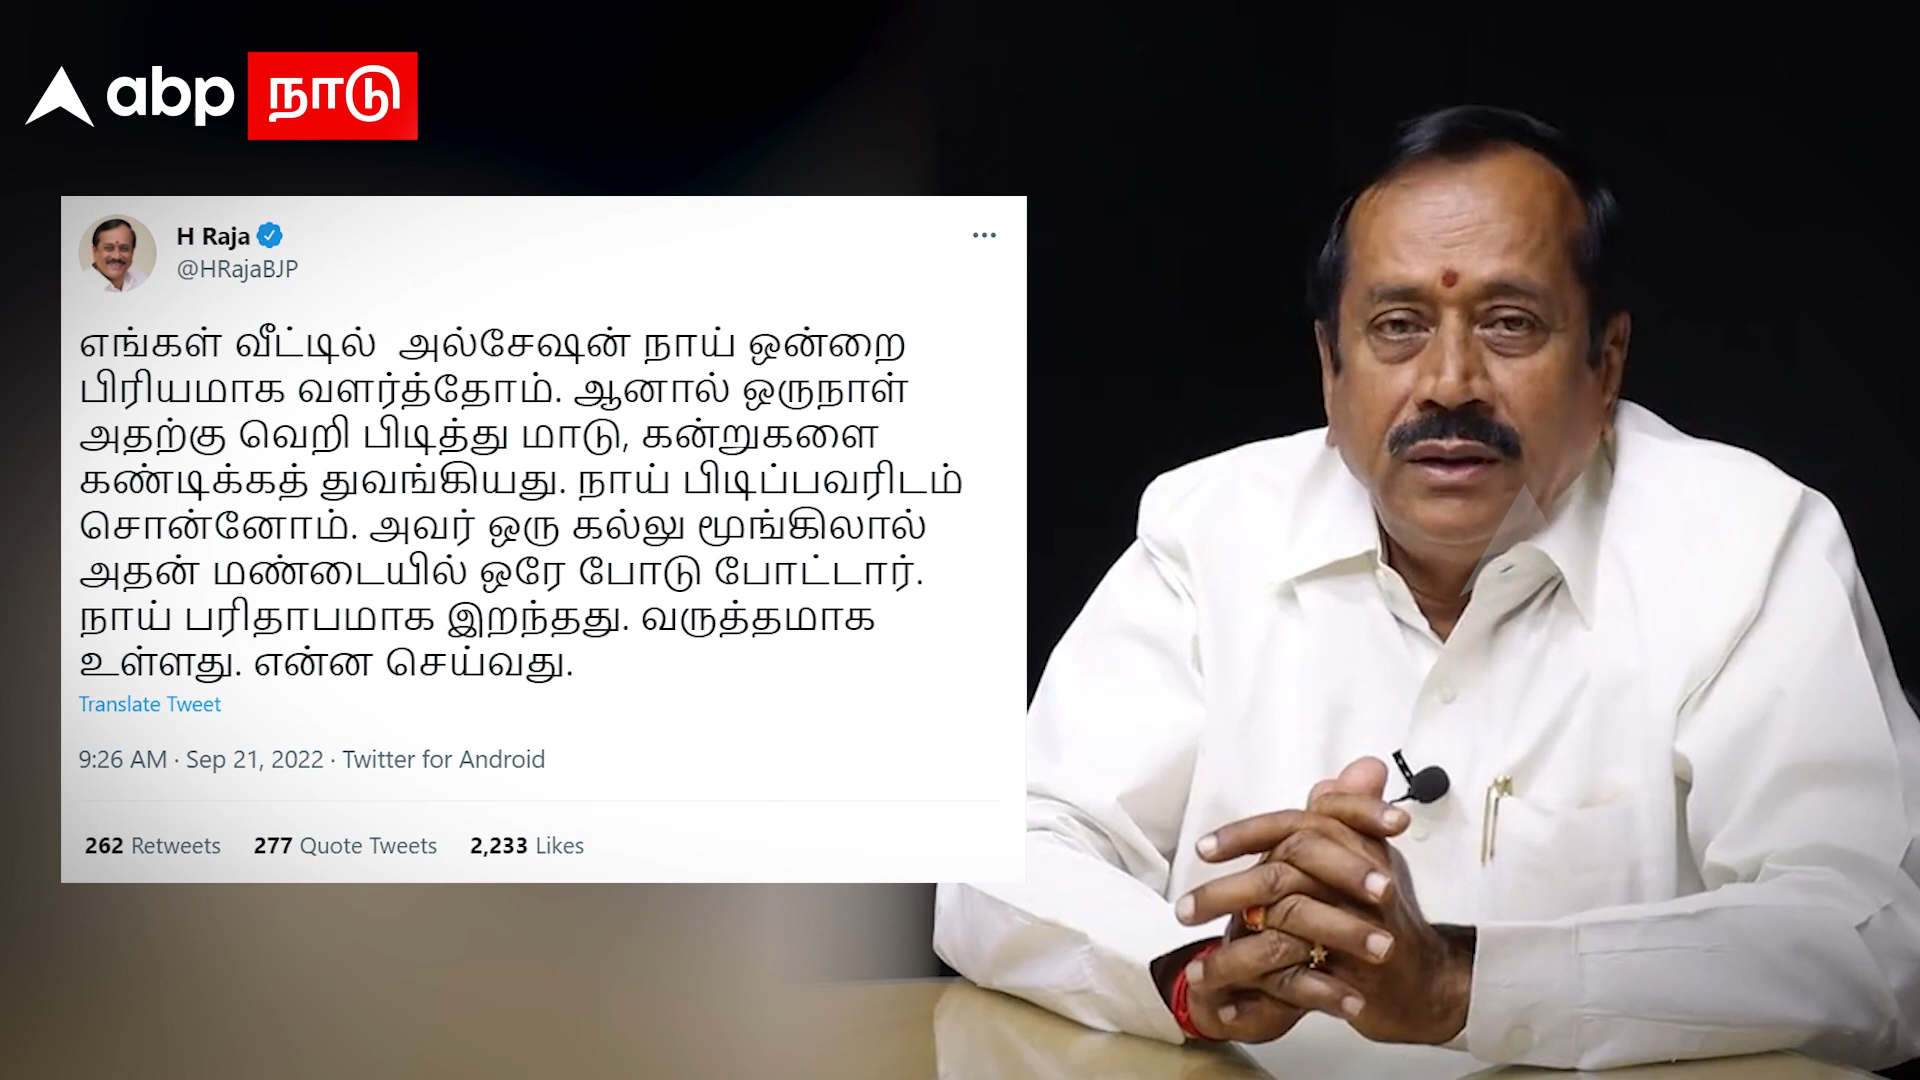 abp நாடு
H Raja
@HRajaBJP
எங்கள் வீட்டில் அல்சேஷன் நாய் ஒன்றை
பிரியமாக வளர்த்தோம். ஆனால் ஒருநாள்
அதற்கு வெறி பிடித்து மாடு, கன்றுகளை
கண்டிக்கத் துவங்கியது. நாய் பிடிப்பவரிடம்
சொன்னோம். அவர் ஒரு கல்லு மூங்கிலால்
அதன் மண்டையில் ஒரே போடு போட்டார்.
நாய் பரிதாபமாக இறந்தது. வருத்தமாக
உள்ளது. என்ன செய்வது.
Translate Tweet
9:26 AM · Sep 21, 2022 · Twitter for Android
262 Retweets 277 Quote Tweets 2,233 Likes